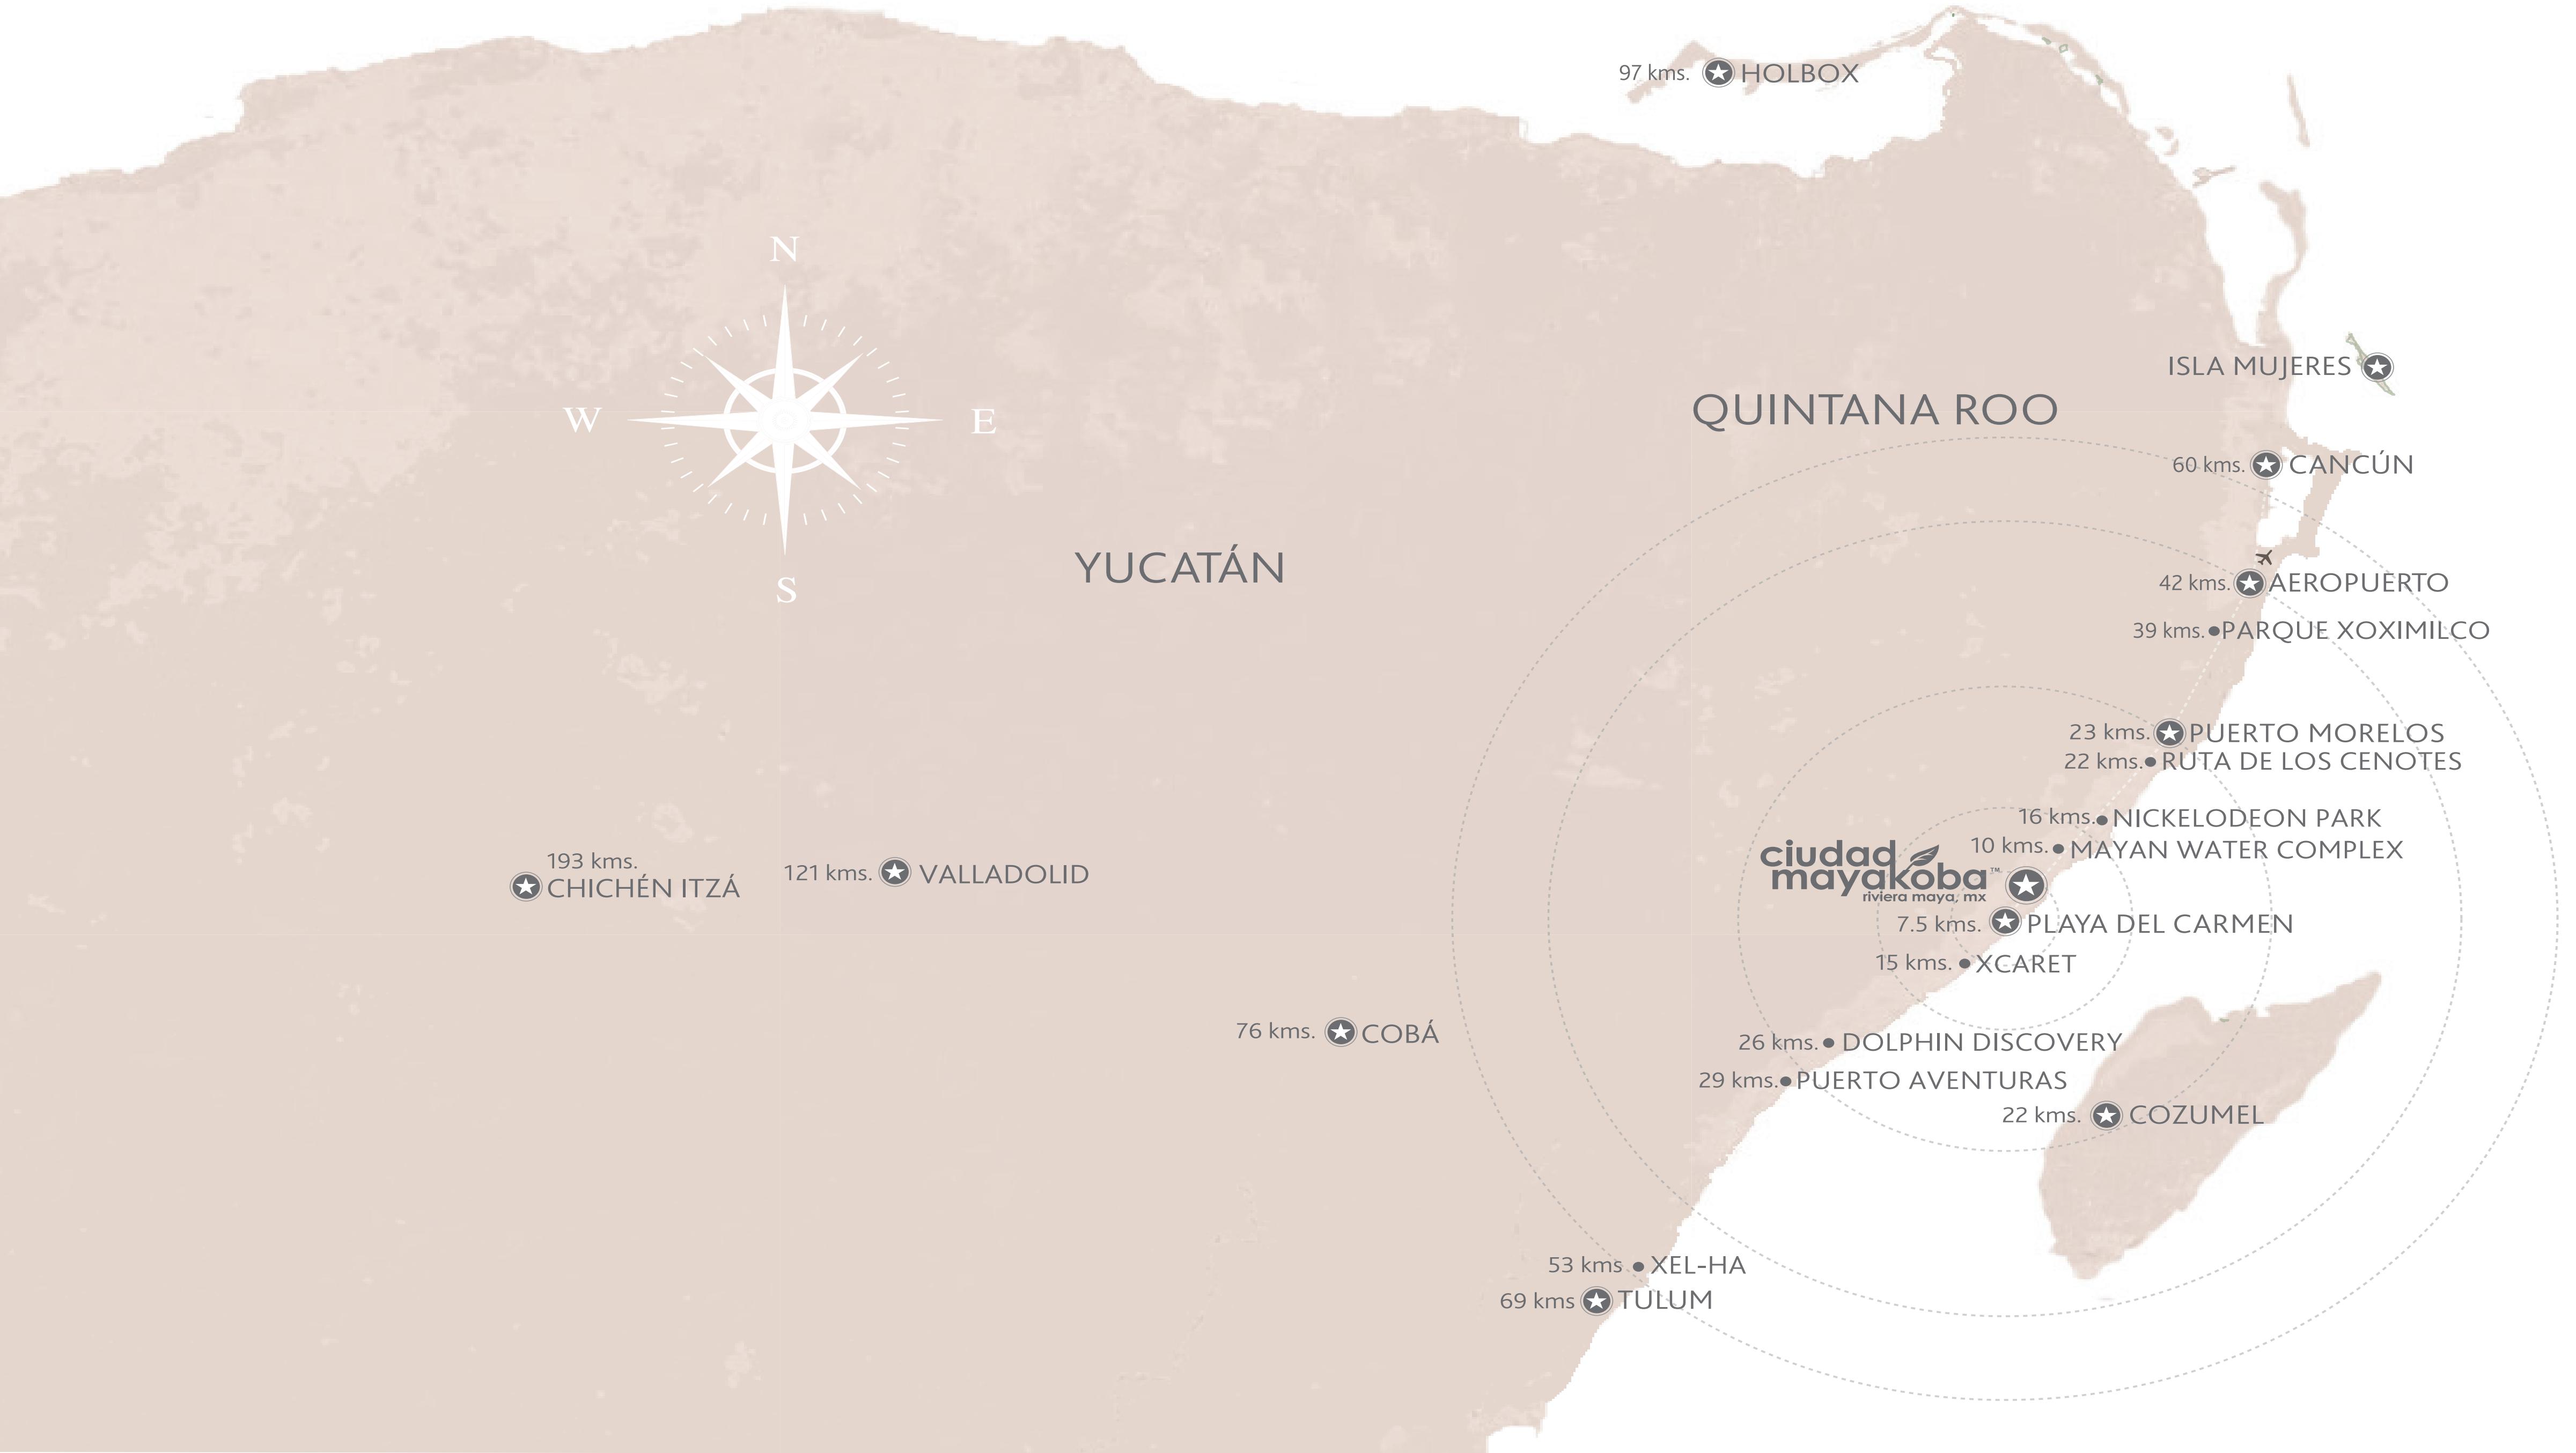 97 kms. HOLBOX
N
W
E
S
ISLA MUJERES
QUINTANA ROO
60 kms. CANCÚN
YUCATÁN
42 kms. AEROPUERTO
39 kms. PARQUE XOXIMILCO
23 kms. PUERTO MORELOS
22 kms. RUTA DE LOS CENOTES
16 kms. NICKELODEON PARK
10 kms. MAYAN WATER COMPLEX
ciudad
mayakoba™
riviera maya, mx
193 kms.
CHICHÉN ITZÁ
121 kms. VALLADOLID
7.5 kms. PLAYA DEL CARMEN
15 kms. XCARET
76 kms. COBÁ
26 kms. DOLPHIN DISCOVERY
29 kms. PUERTO AVENTURAS
22 kms. COZUMEL
53 kms XEL-HA
69 kms TULUM